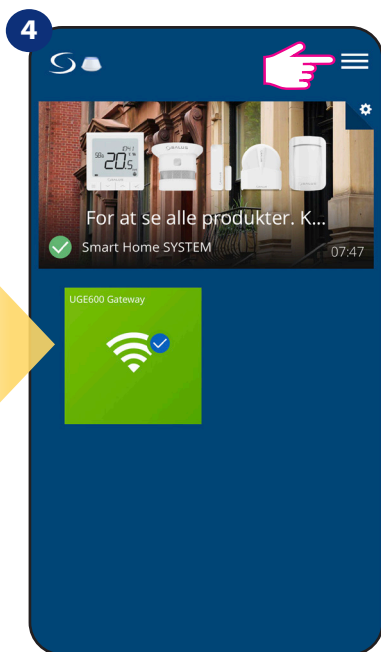 4
For at se alle produkter. K...
Smart Home SYSTEM
07:47
UGE600 Gateway